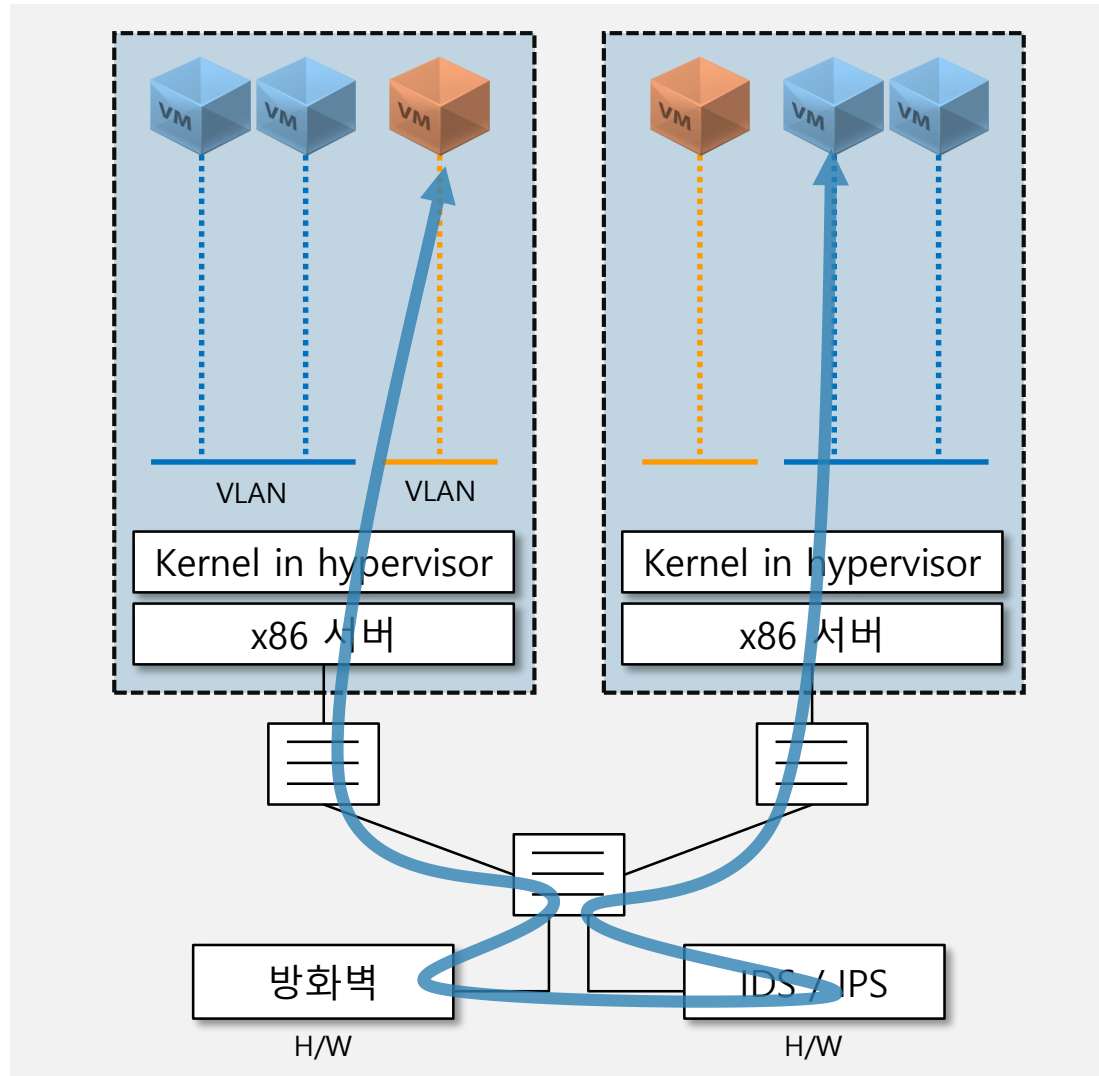 VM
VM
VM
VM
VM
VM
VLAN
VLAN
Kernel in hypervisor
Kernel in hypervisor
x86 서버
x86 서버
방화벽
IDS / IPS
H/W
H/W